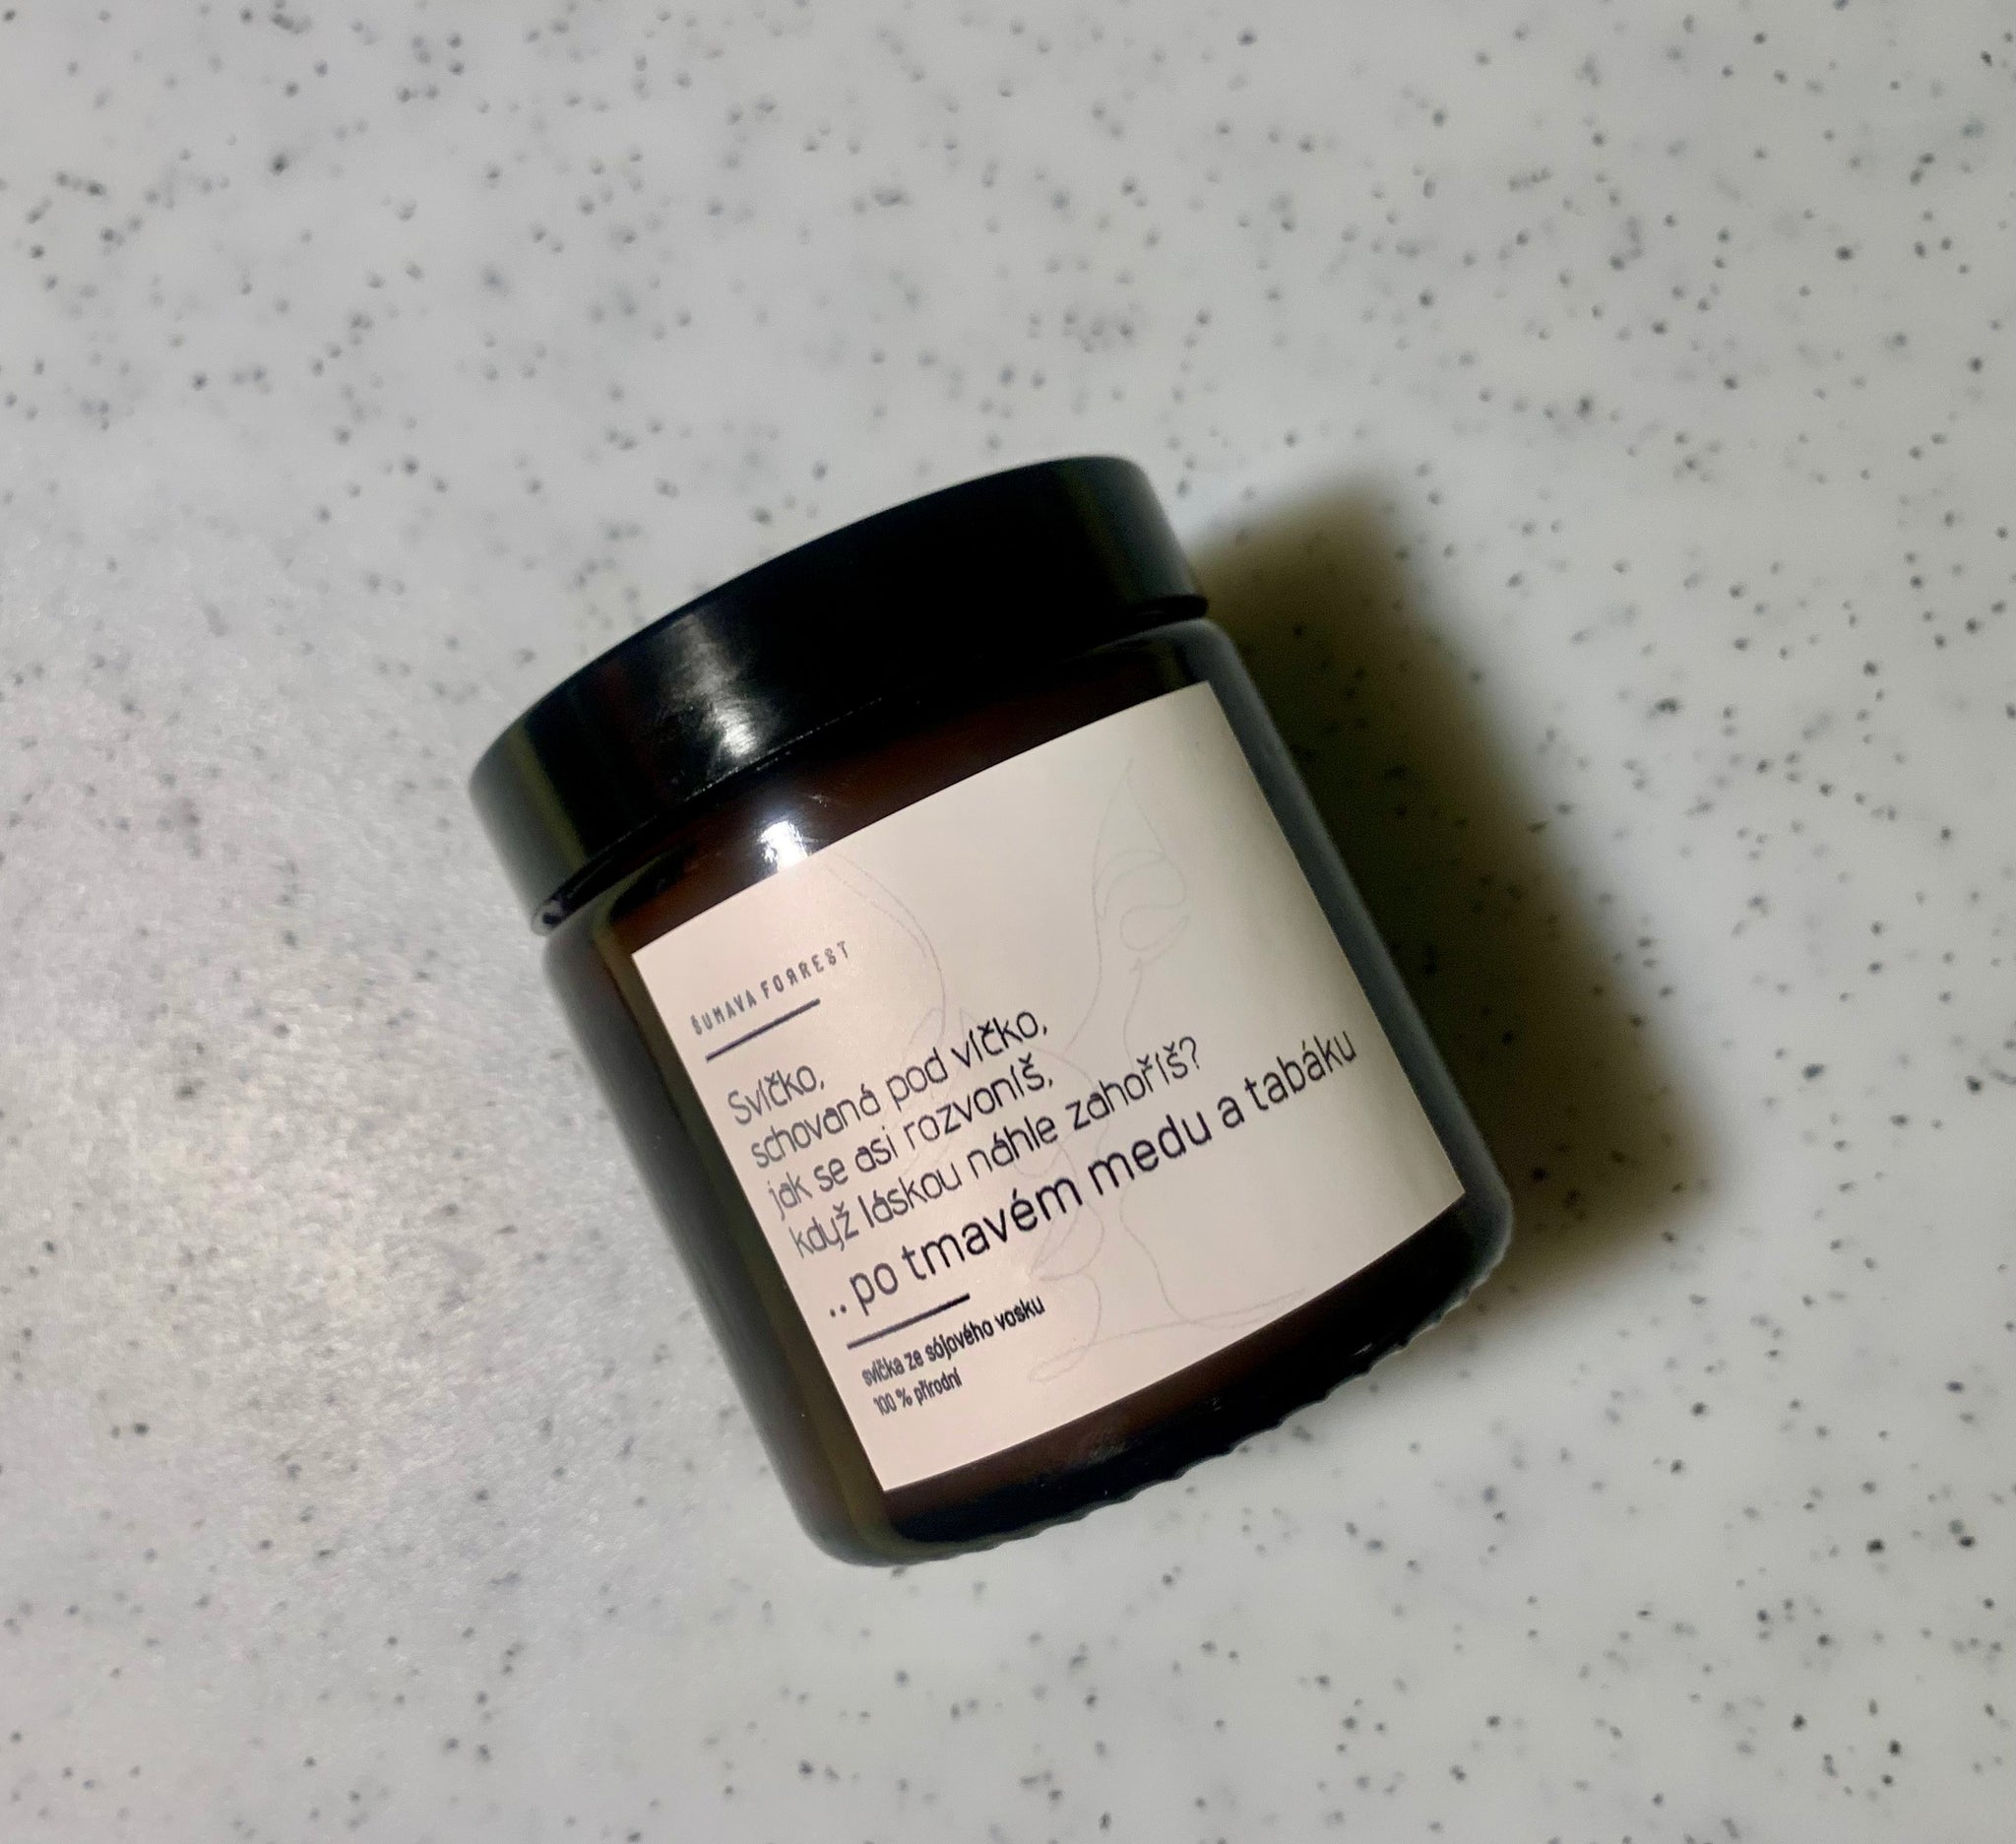 ŠUMAVA FORREST
Svíčko,
schovaná pod víčko,
jak se asi rozvoníš,
když láskou náhle zahoříš?
.. po tmavém medu a tabáku
svíčka ze sójového vosku
100 % přírodní